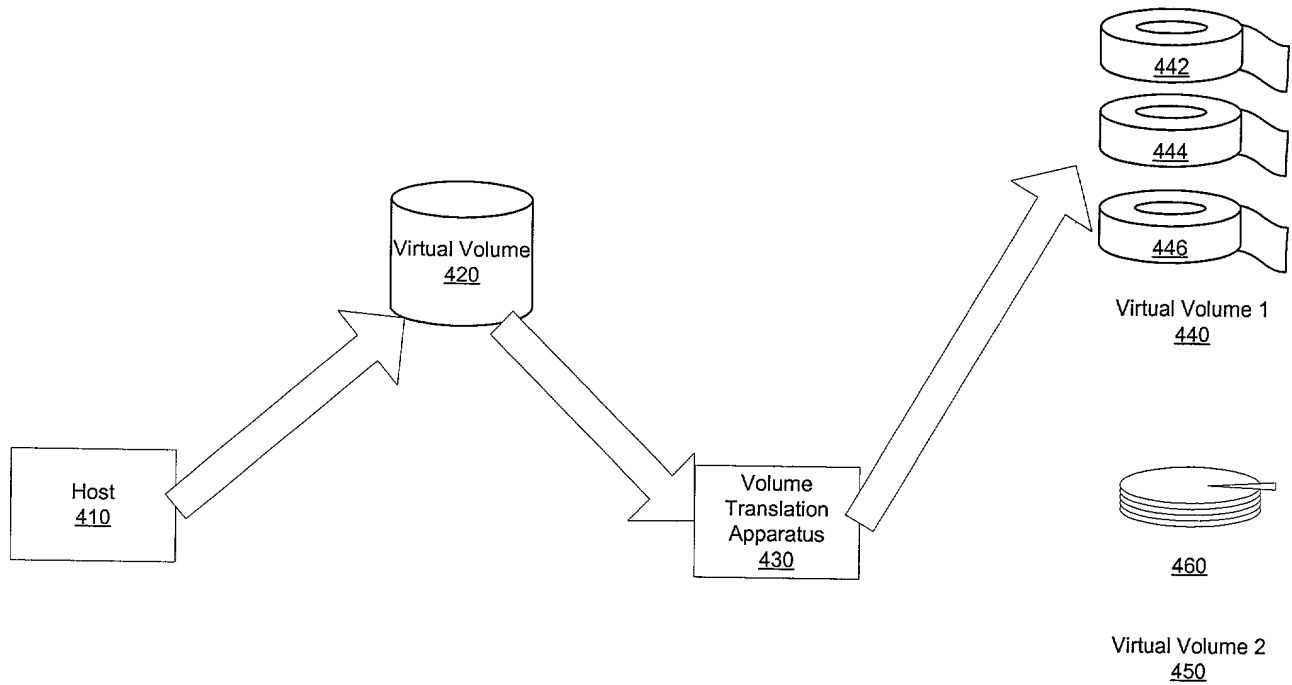 442
444
446
Virtual Volume 1
440
Virtual Volume
420
Host
410
Volume
Translation
Apparatus
430
460
Virtual Volume 2
450